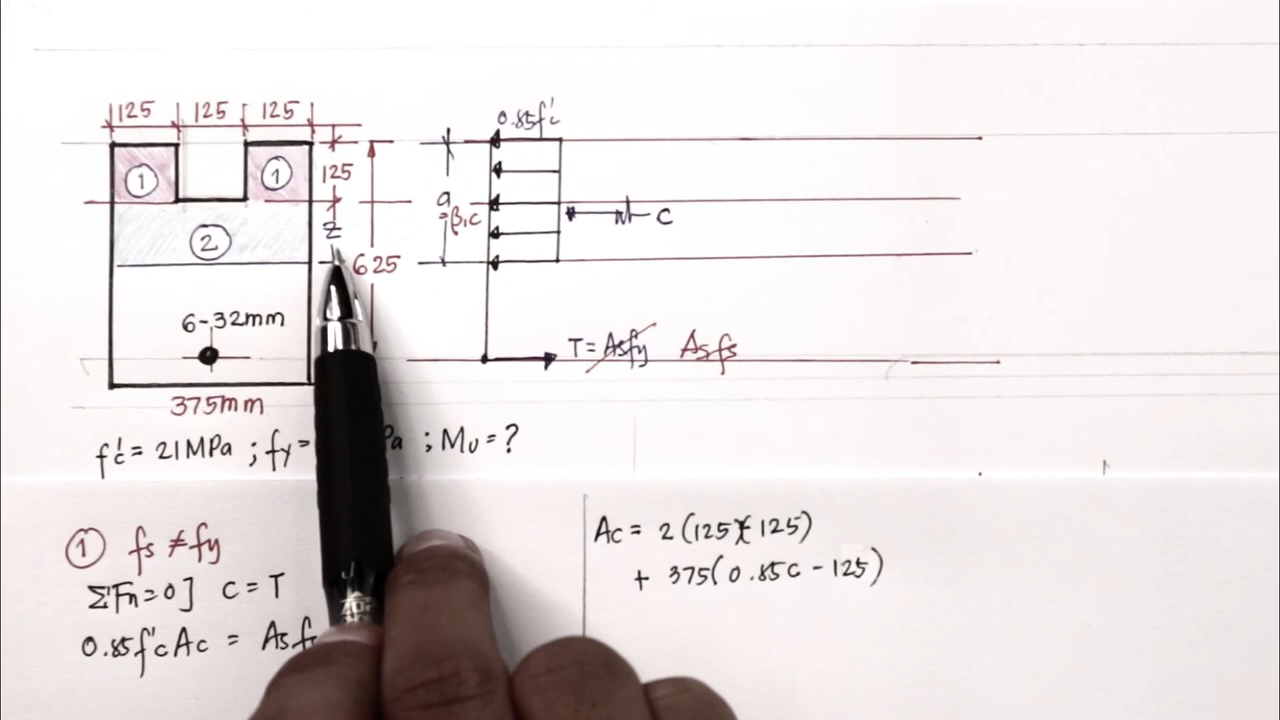 125 125 125
0.85f'c
1 1
125
a
= β₁c
C
2
z
625
6-32mm
T= Asfy Asfs
375mm
f'c = 21MPa ; fy= Pa ; Mu = ?
1 fs ≠ fy
ΣFn=0] C = T
0.85f'c Ac = Asf
Ac = 2(125)(125)
+ 375(0.85c - 125)